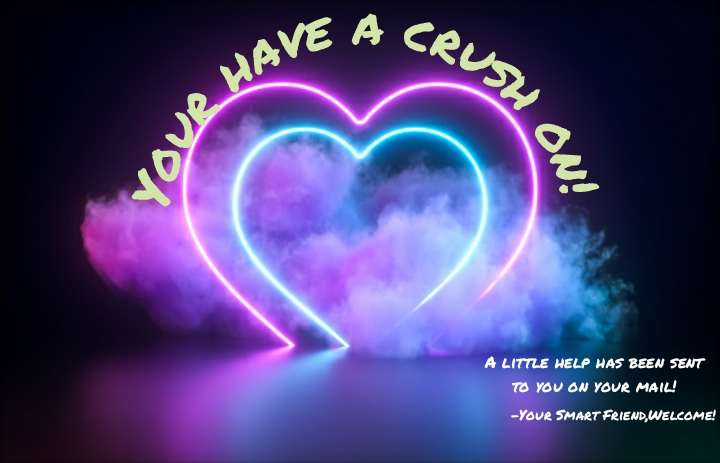 YOUR HAVE A CRUSH ON!
A LITTLE HELP HAS BEEN SENT
TO YOU ON YOUR MAIL!
-YOUR SMART FRIEND,WELCOME!